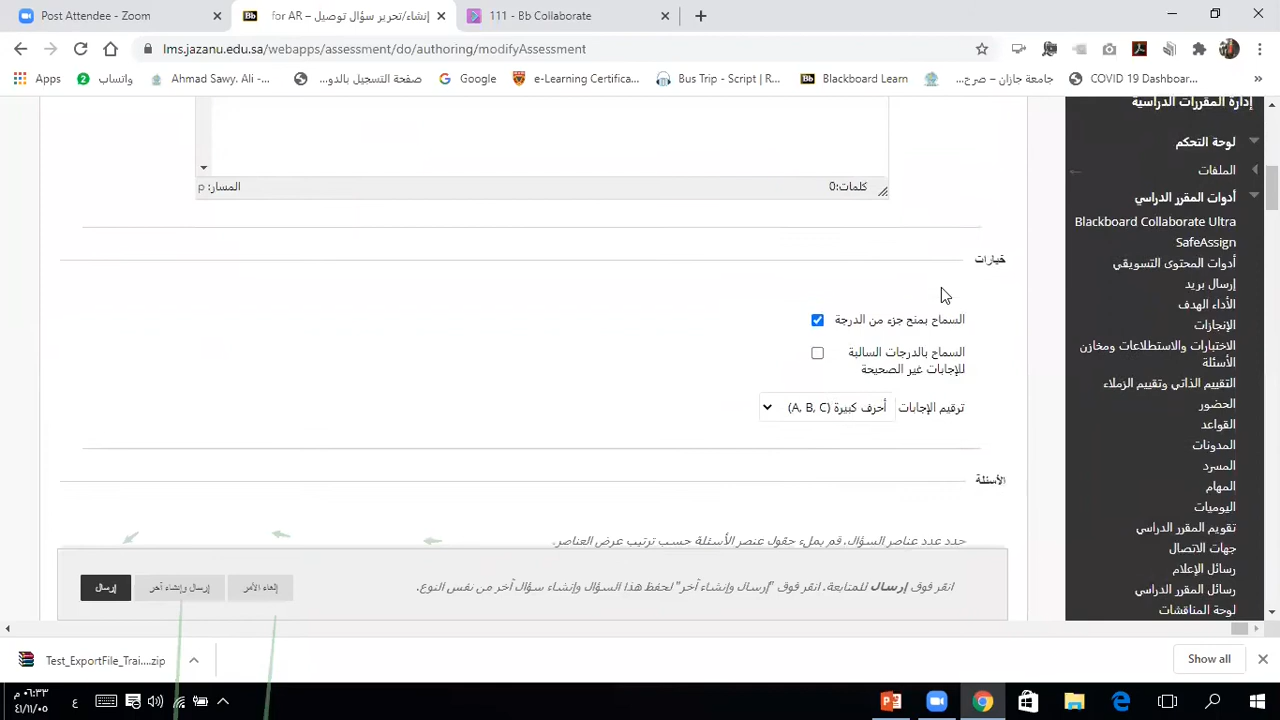 Post Attendee - Zoom
إنشاء/تحرير سؤال توصيل – for AR
111 - Bb Collaborate
lms.jazanu.edu.sa/webapps/assessment/do/authoring/modifyAssessment
Apps
واتساب 2
Ahmad Sawy. Ali -...
صفحة التسجيل بالدو...
Google
e-Learning Certifica...
Bus Trip - Script | R...
Blackboard Learn
جامعة جازان – صرح...
COVID 19 Dashboar...
»
كلمات:0
المسار: p
خيارات
السماح بمنح جزء من الدرجة
السماح بالدرجات السالبة
للإجابات غير الصحيحة
ترقيم الإجابات
أحرف كبيرة (A, B, C)
الأسئلة
حدد عدد عناصر السؤال، قم بملء حقول عنصر الأسئلة حسب ترتيب عرض العناصر.
انقر فوق إرسال للمتابعة. انقر فوق "إرسال وإنشاء آخر" لحفظ هذا السؤال وإنشاء سؤال آخر من نفس النوع.
إلغاء الأمر
إرسال وإنشاء آخر
إرسال
إدارة المقررات الدراسية
لوحة التحكم
الملفات
أدوات المقرر الدراسي
Blackboard Collaborate Ultra
SafeAssign
أدوات المحتوى التسويقي
إرسال بريد
الأداء الهدف
الإنجازات
الاختبارات والاستطلاعات ومخازن
الأسئلة
التقييم الذاتي وتقييم الزملاء
الحضور
القواعد
المدونات
المسرد
المهام
اليوميات
تقويم المقرر الدراسي
جهات الاتصال
رسائل الإعلام
رسائل المقرر الدراسي
لوحة المناقشات
Test_ExportFile_Trai....zip
Show all
ع
٠٦:٣٣ م
٤١/١١/٠٥